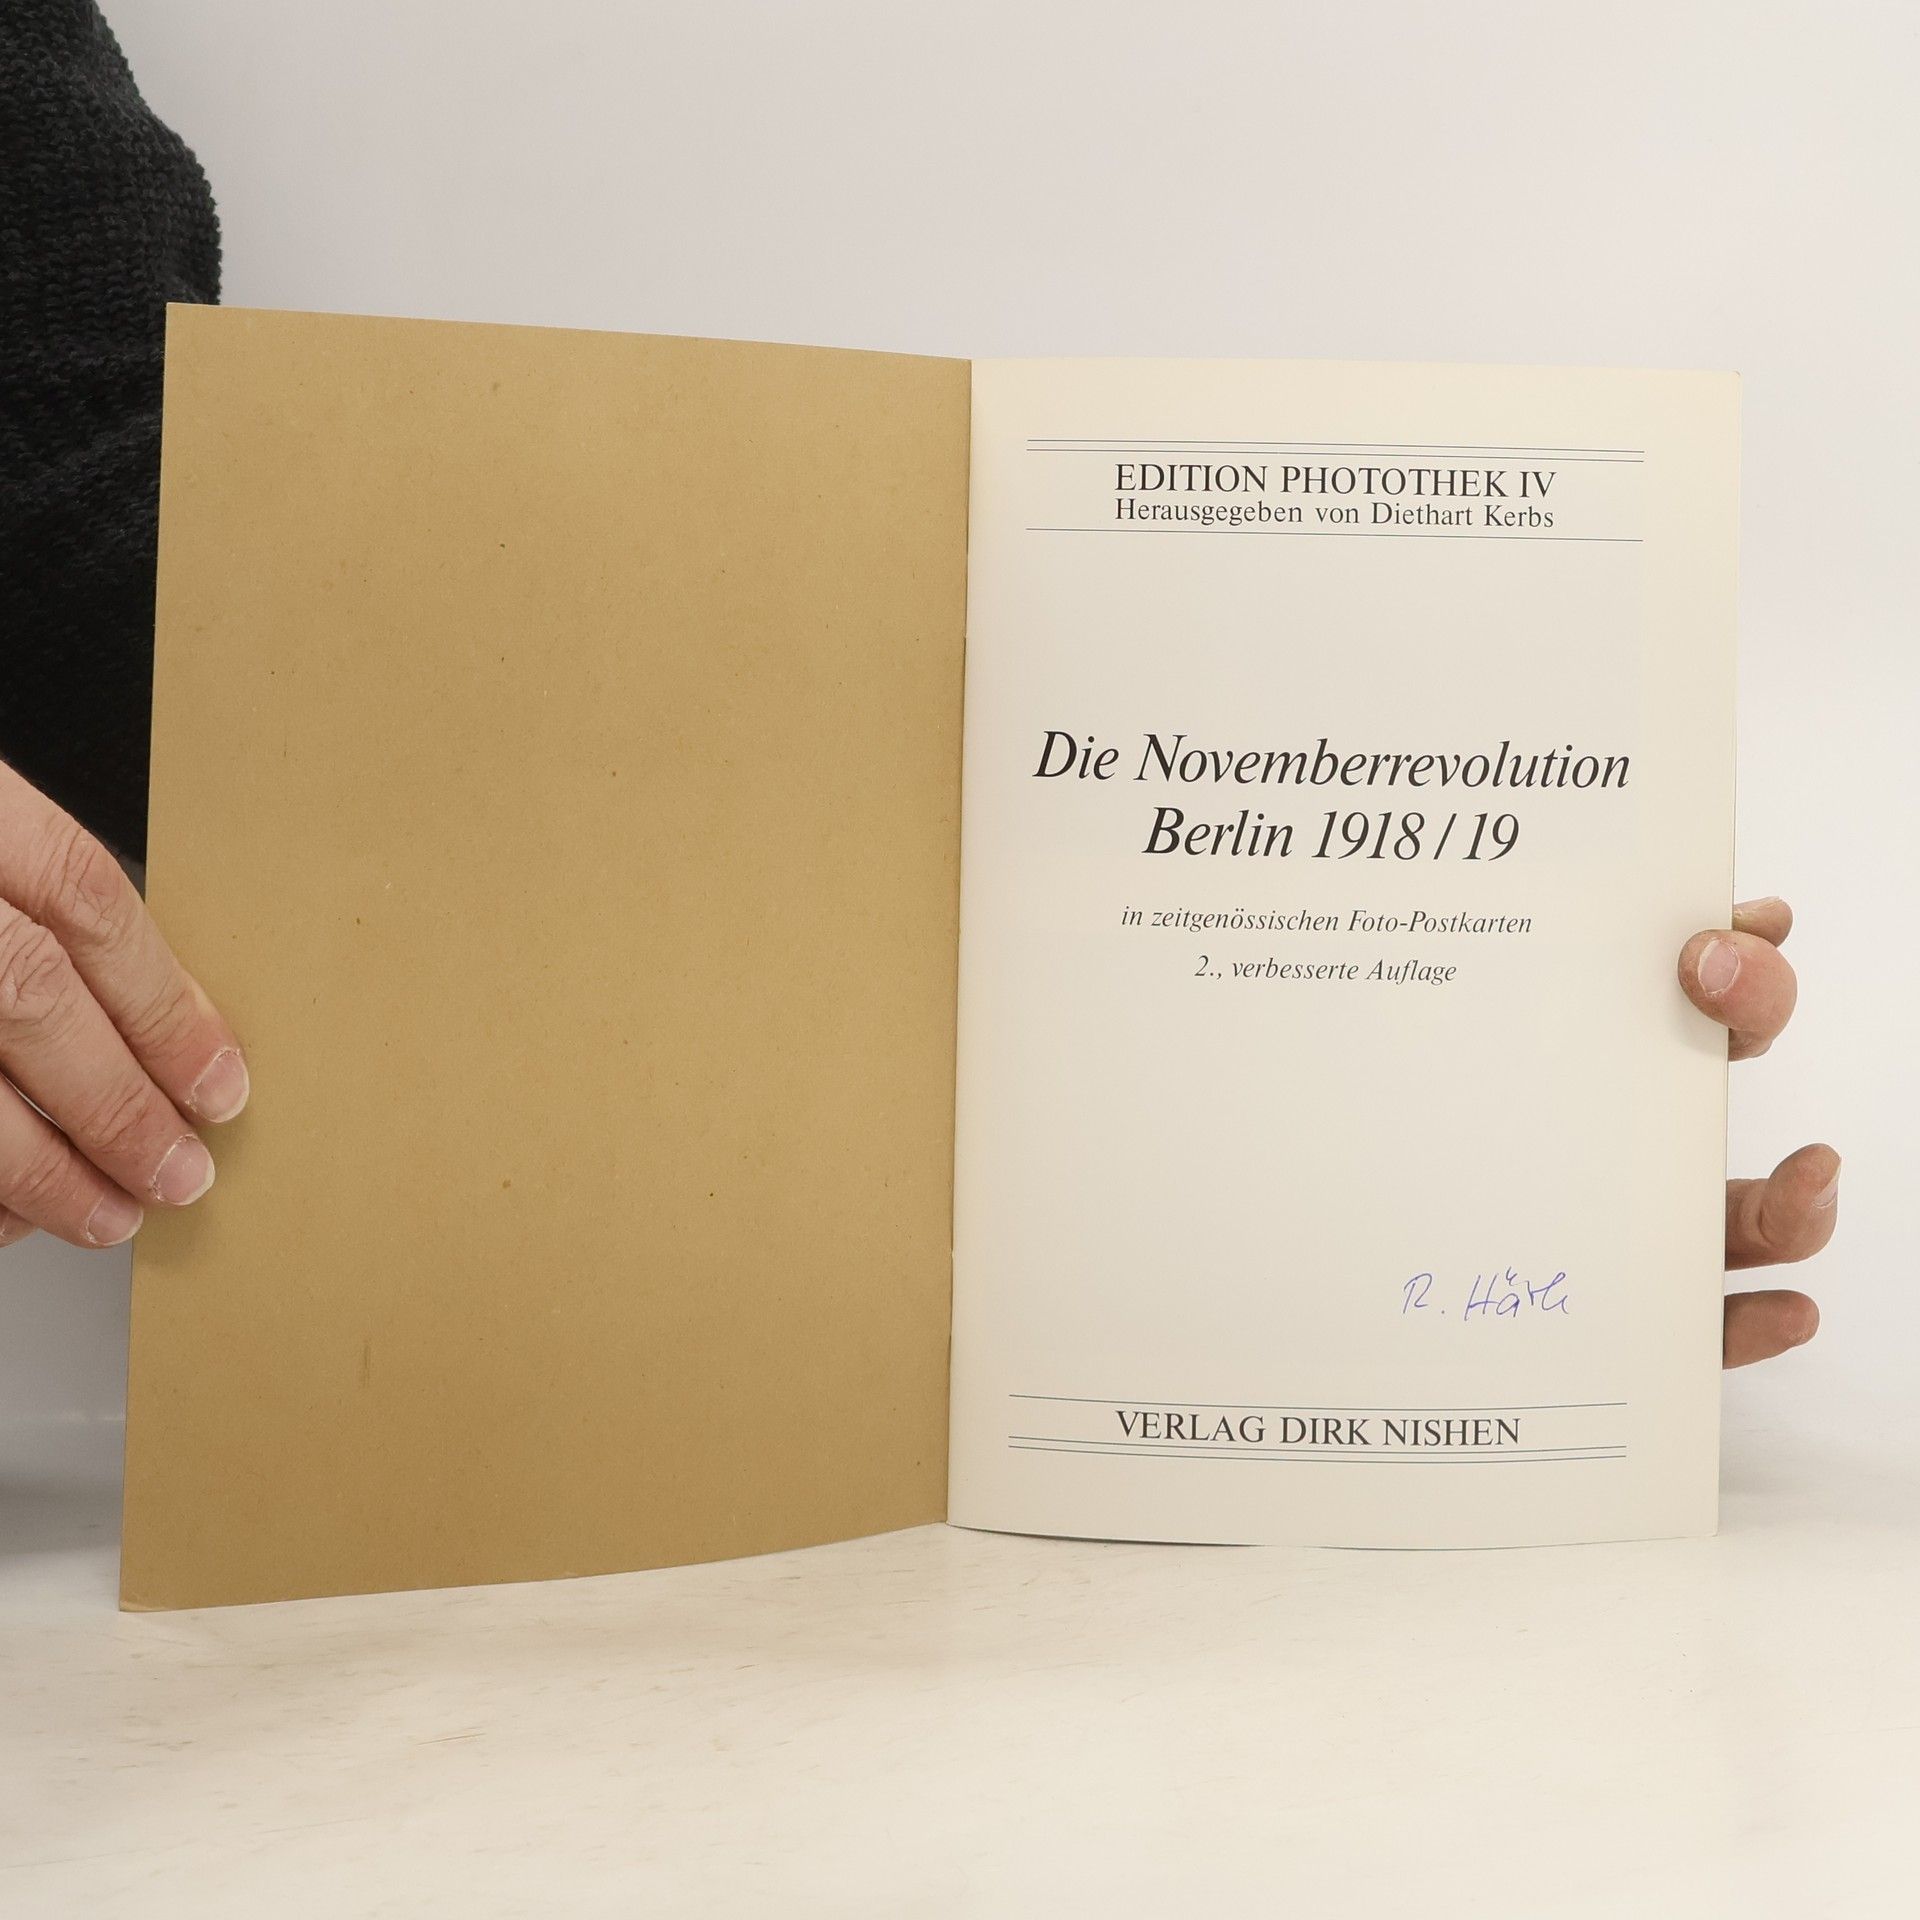 EDITION PHOTOTHEK IV
Herausgegeben von Diethart Kerbs
Die Novemberrevolution
Berlin 1918/19
in zeitgenössischen Foto-Postkarten
2., verbesserte Auflage
R.
VERLAG DIRK NISHEN